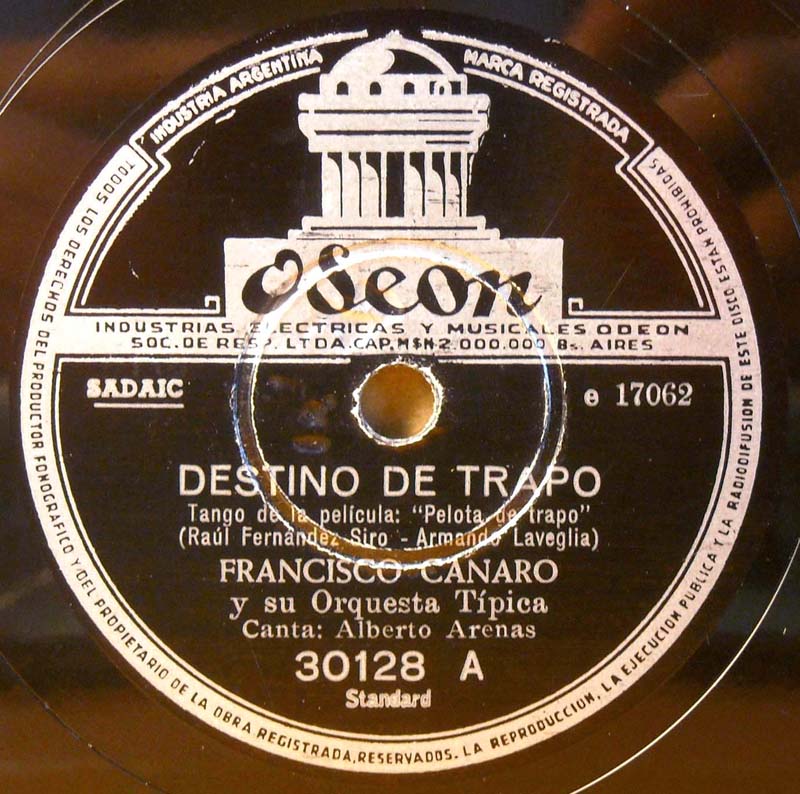 INDUSTRIA ARGENTINA
MARCA REGISTRADA
Odeon
INDUSTRIAS ELECTRICAS Y MUSICALES ODEON
SOC. DE RESP. LTDA. CAP. M$N 2.000.000 Bs. AIRES
SADAIC
e 17062
DESTINO DE TRAPO
Tango de la película: "Pelota de trapo"
(Raúl Fernández Siro - Armando Laveglia)
FRANCISCO CANARO
y su Orquesta Típica
Canta: Alberto Arenas
30128 A
Standard
TODOS LOS DERECHOS DEL PRODUCTOR FONOGRAFICO Y DEL PROPIETARIO DE LA OBRA REGISTRADA, RESERVADOS. LA REPRODUCCION, LA EJECUCION PUBLICA Y LA RADIODIFUSION DE ESTE DISCO ESTAN PROHIBIDAS